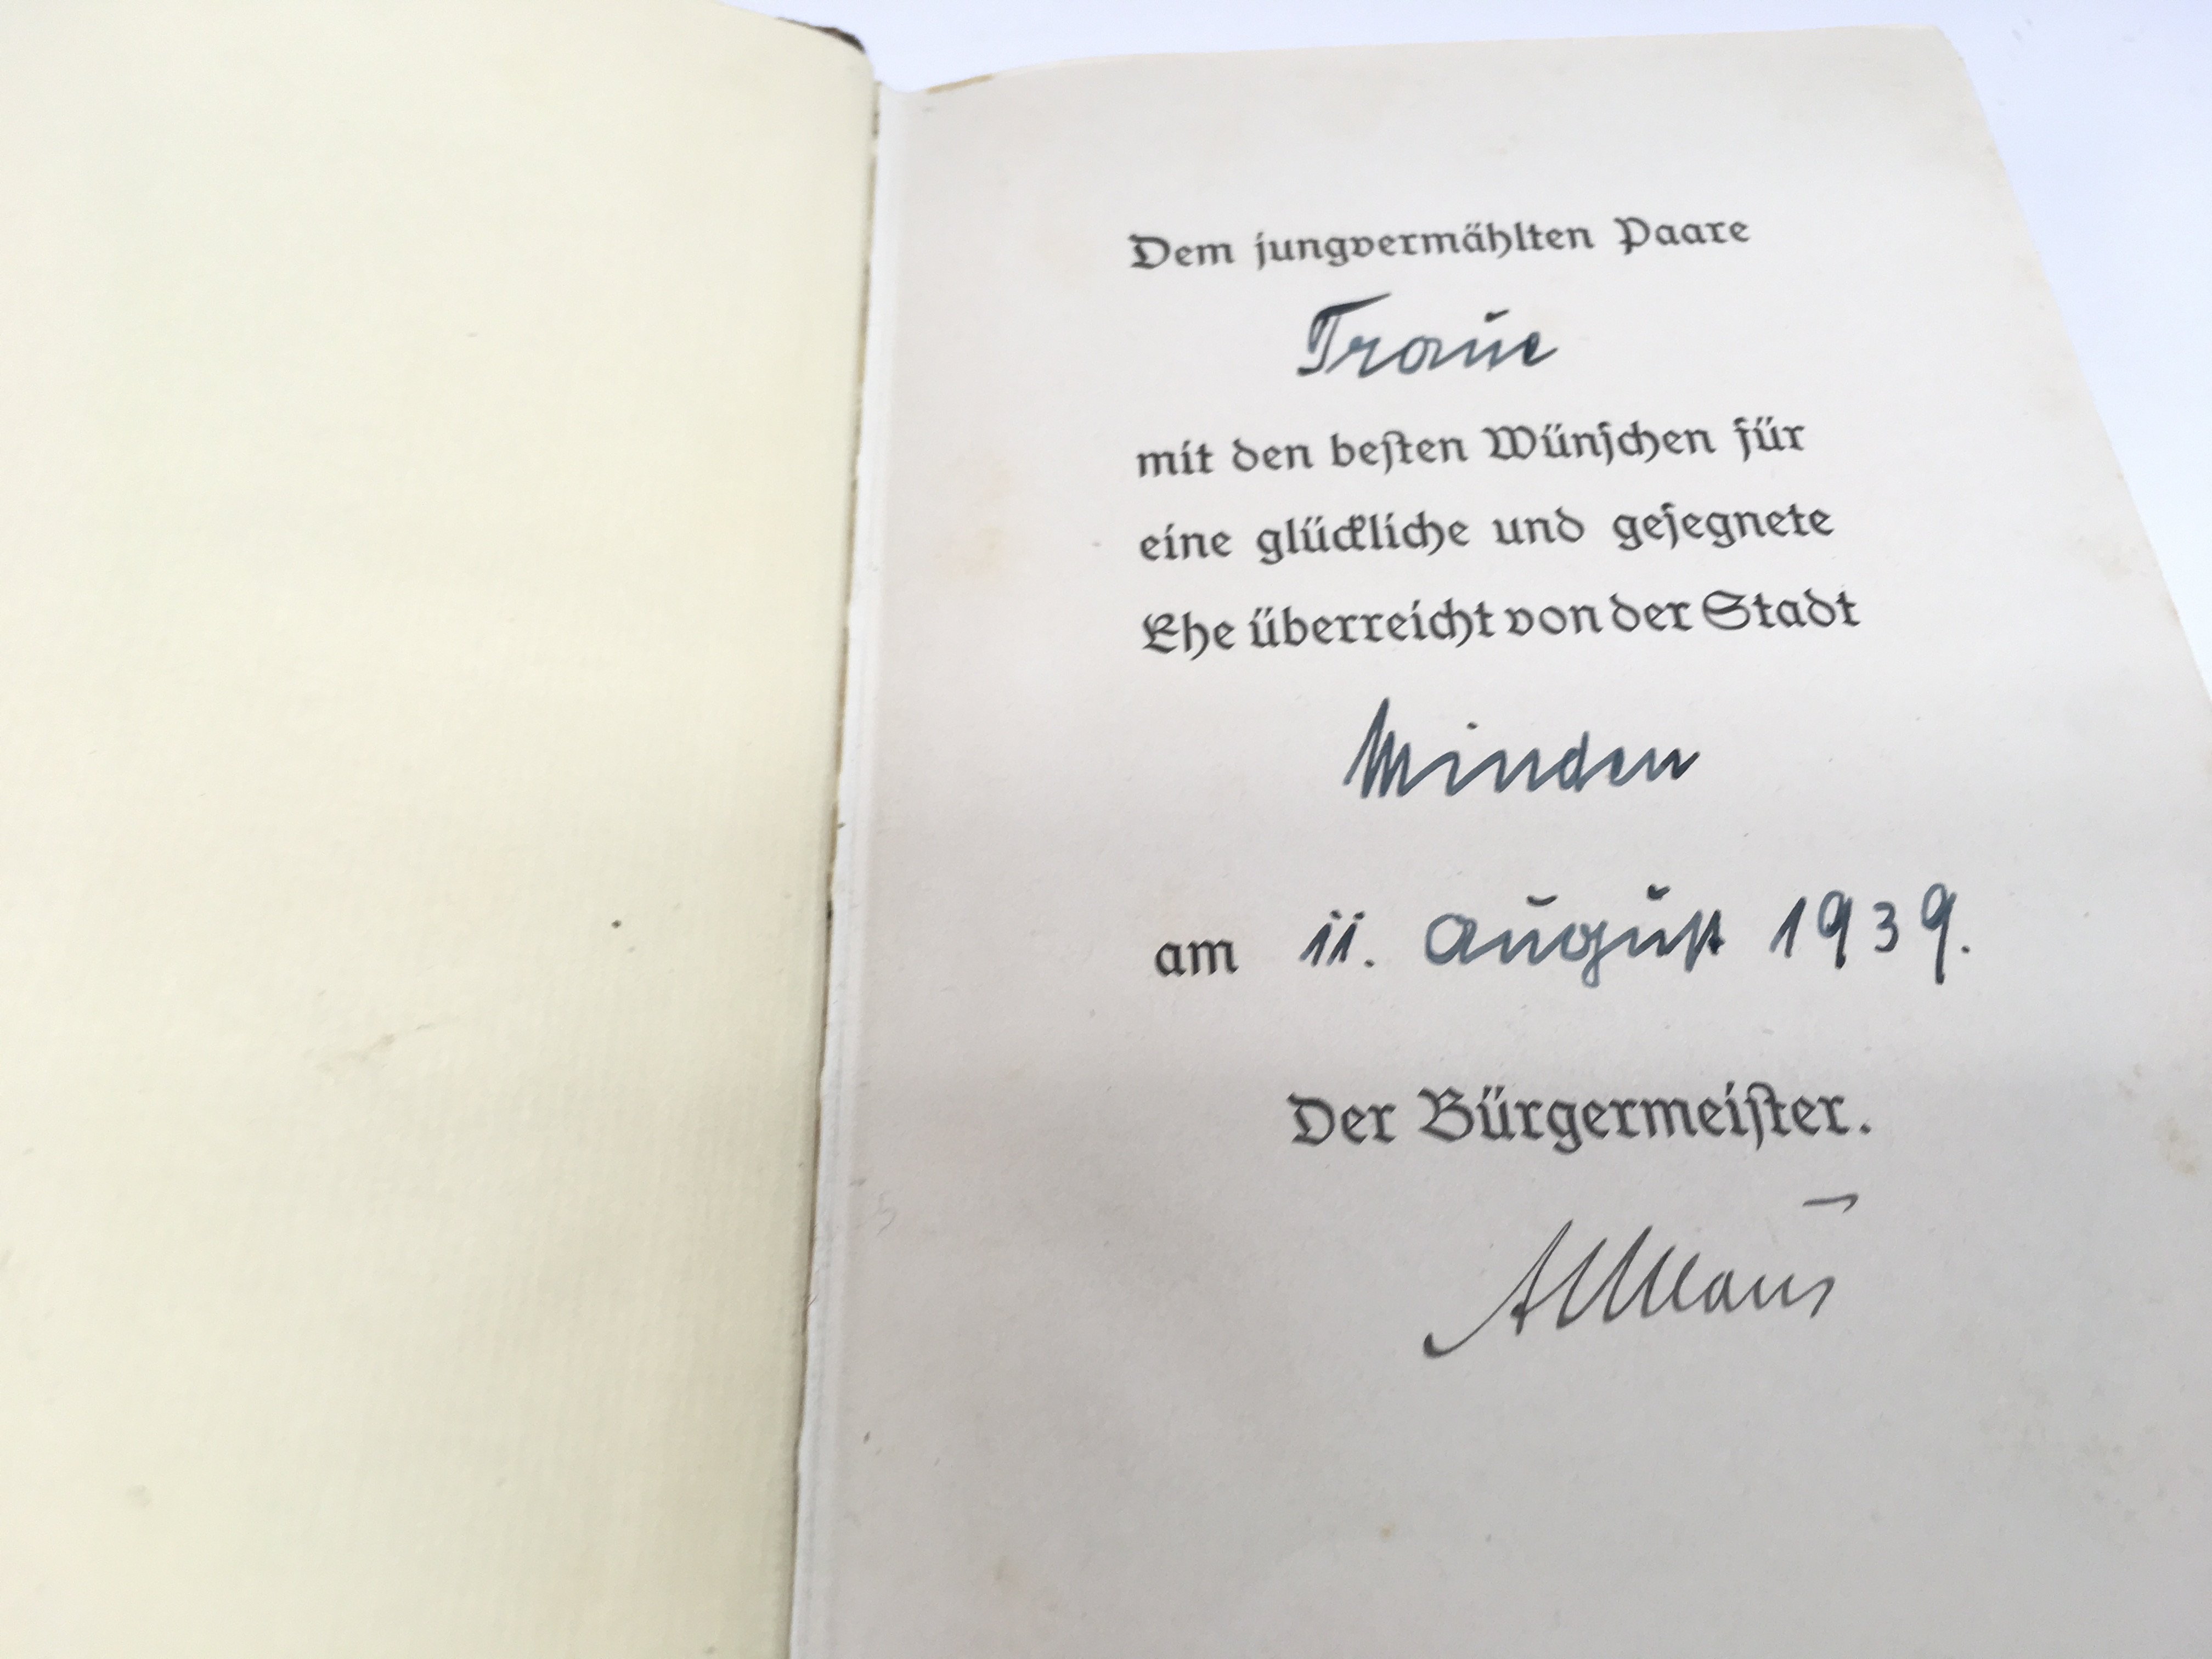 Dem jungvermählten Paare
Traue
mit den besten Wünschen für
eine glückliche und gesegnete
Ehe überreicht von der Stadt
Minden
am 11. August 1939.
Der Bürgermeister.